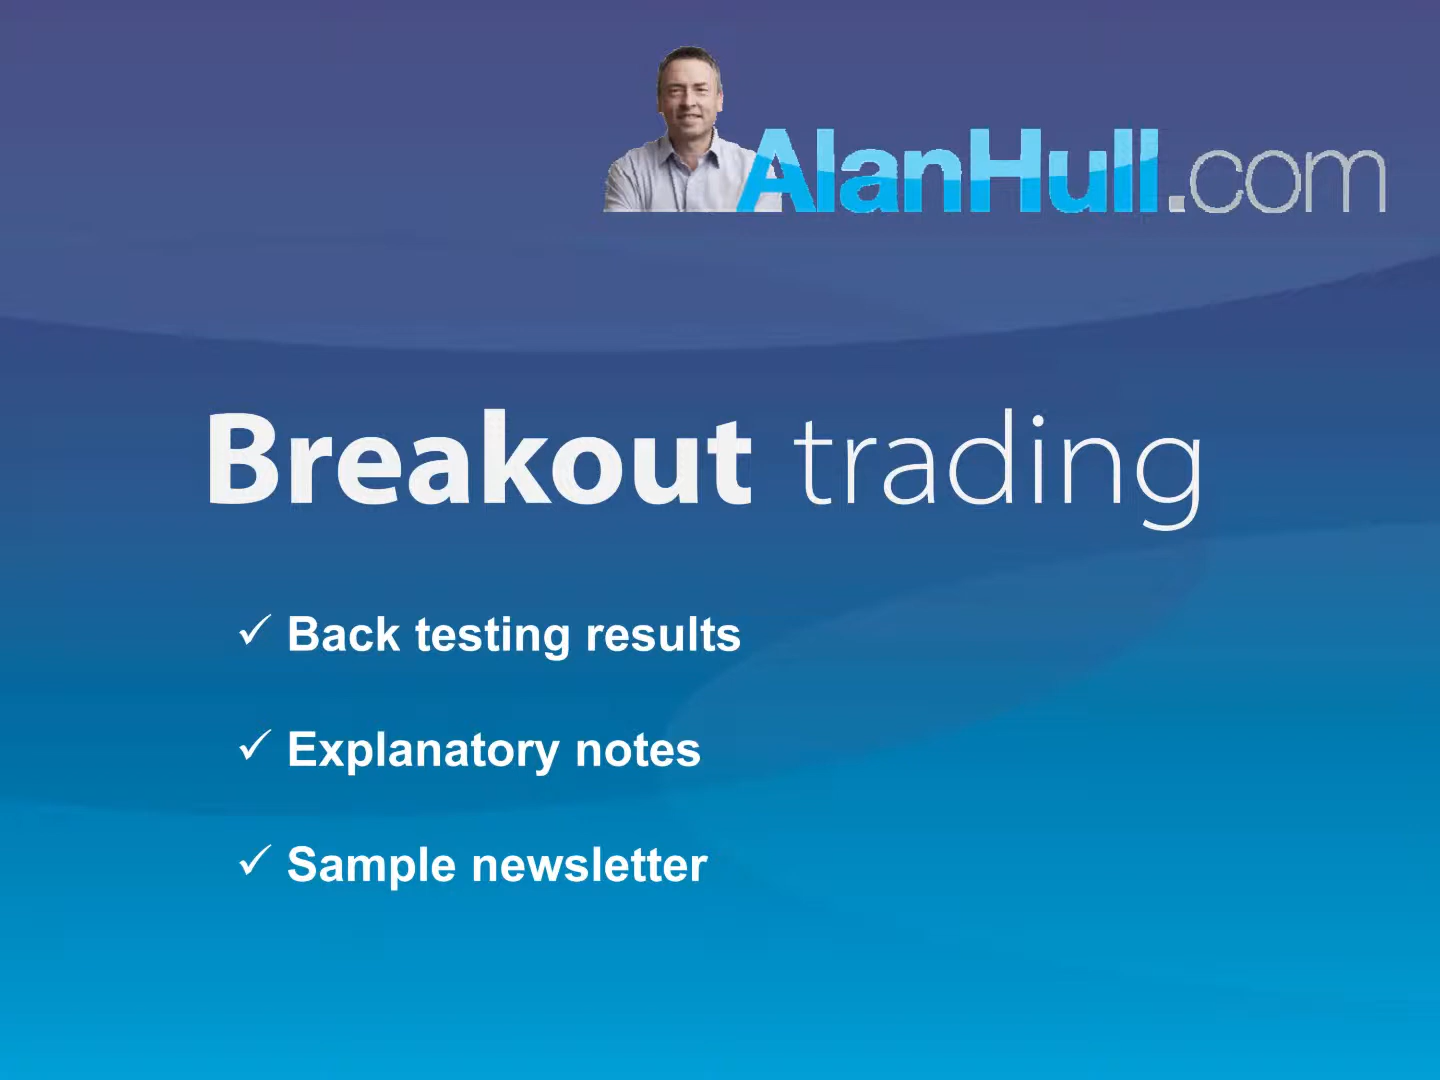 AlanHull.com
Breakout trading
✓ Back testing results
✓ Explanatory notes
✓ Sample newsletter